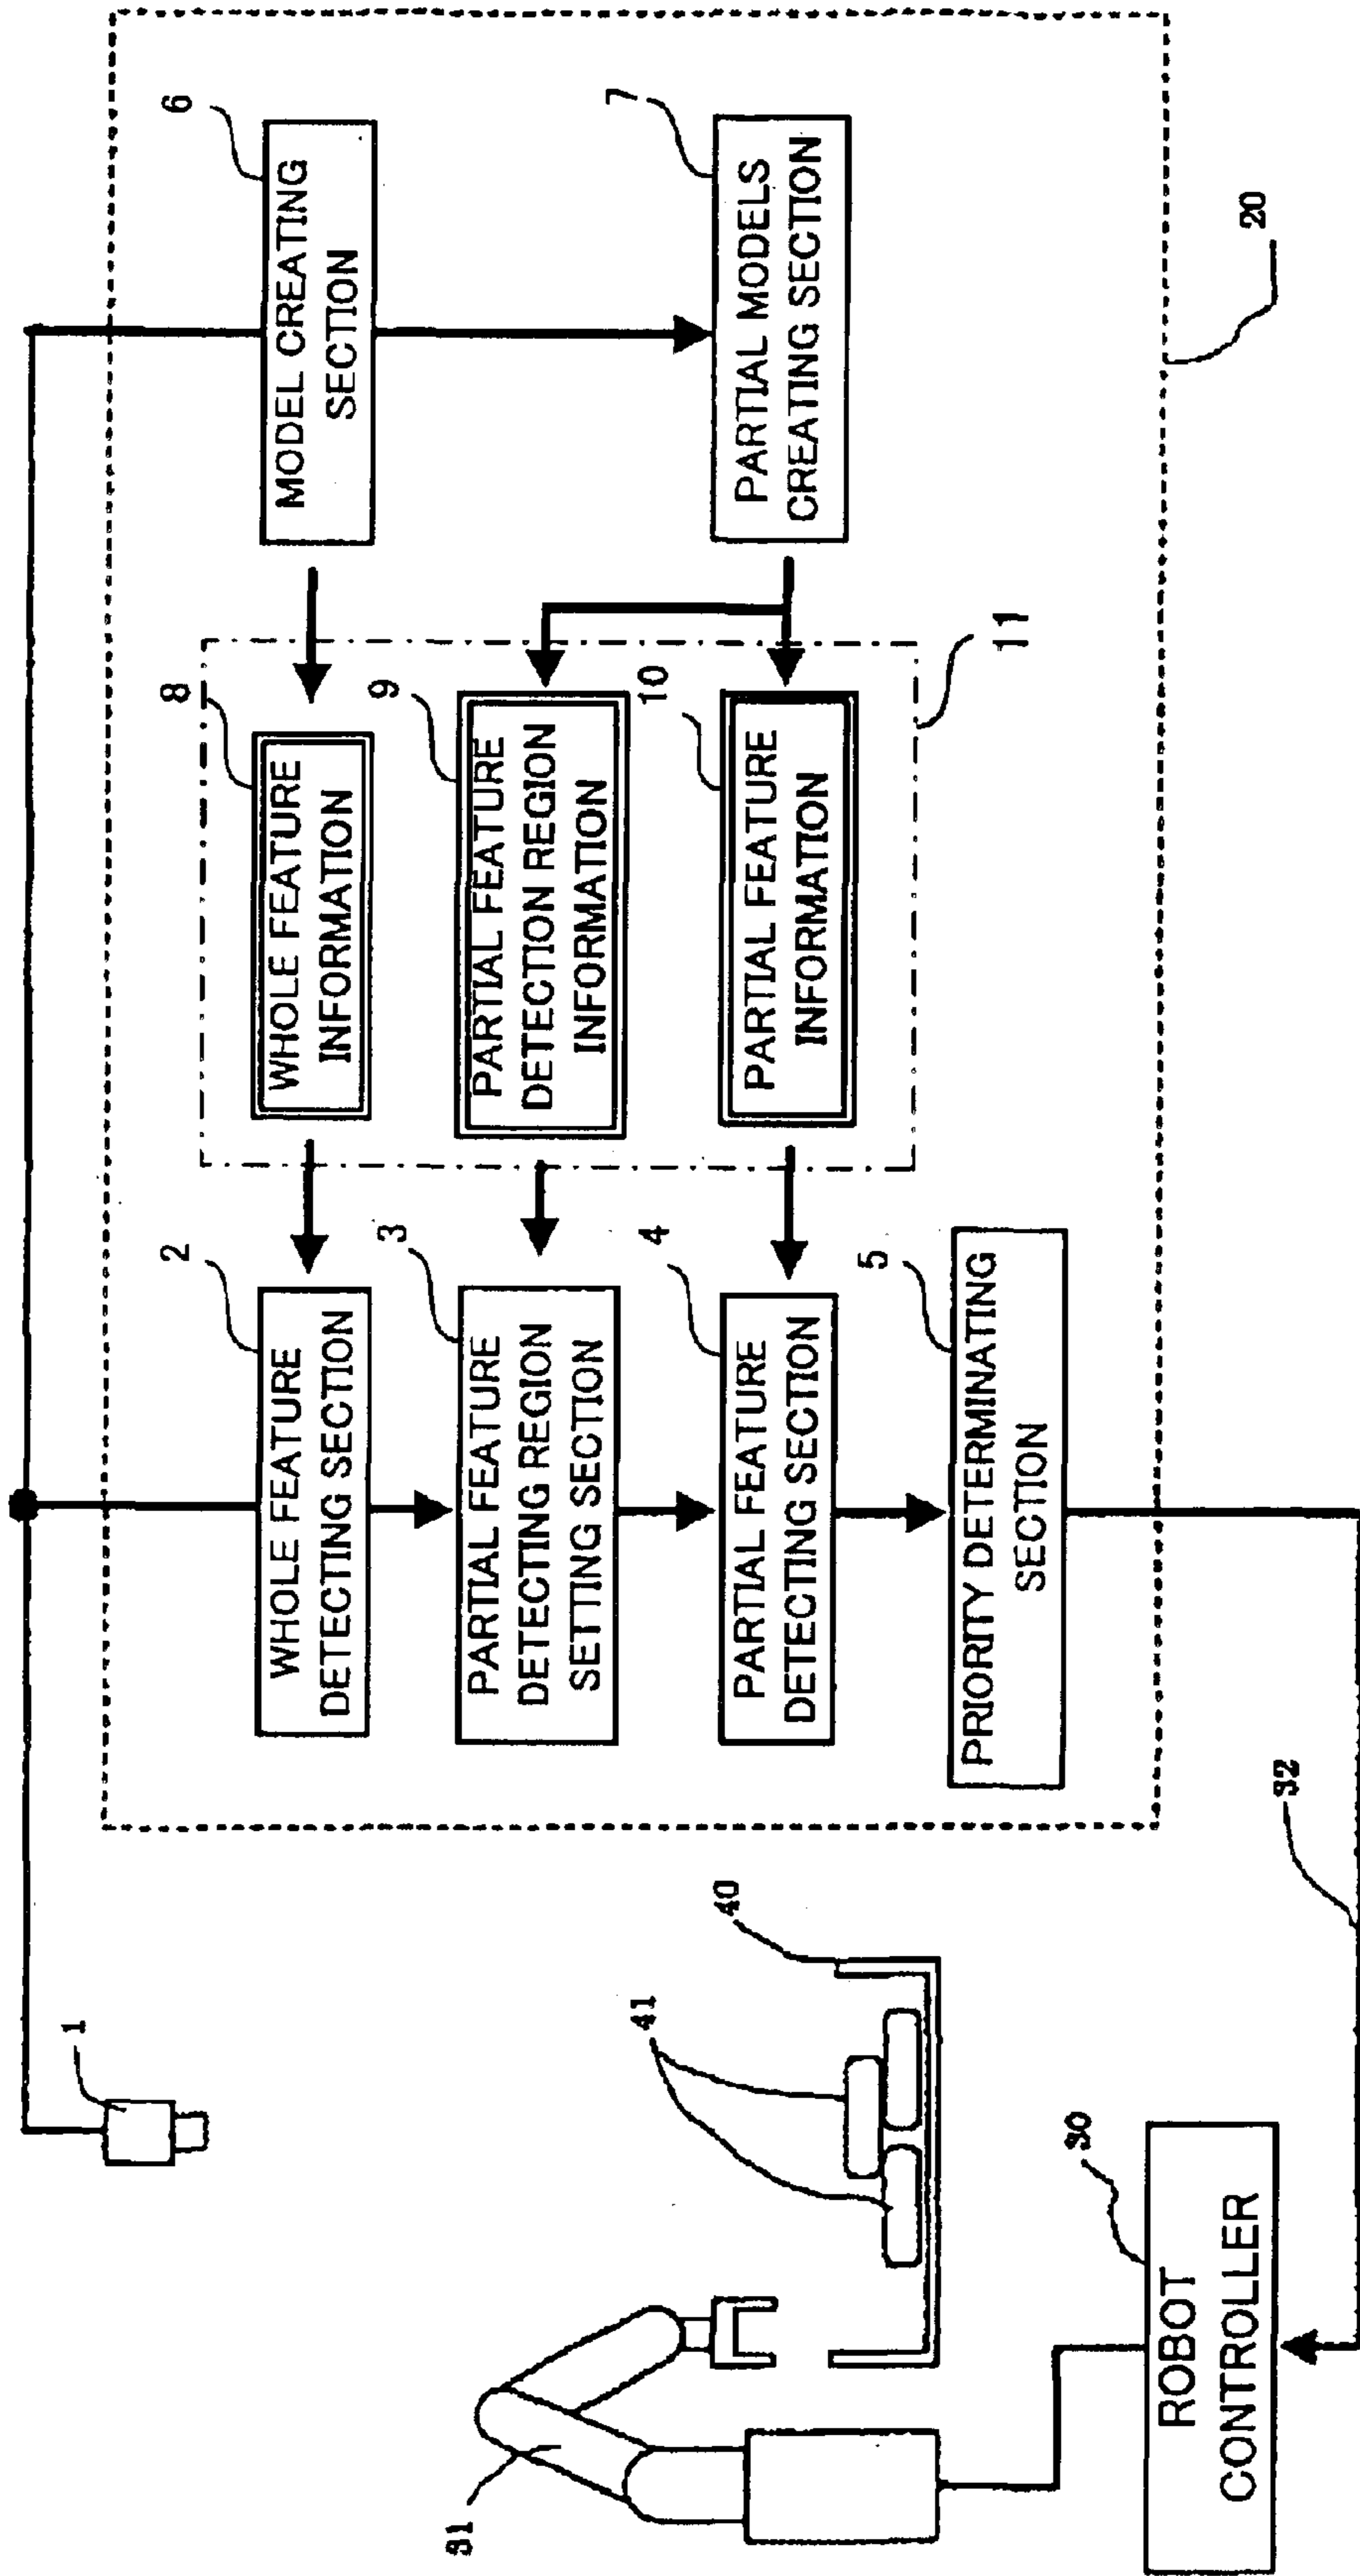 1
2
WHOLE FEATURE
DETECTING SECTION
3
PARTIAL FEATURE
DETECTING REGION
SETTING SECTION
4
PARTIAL FEATURE
DETECTING SECTION
5
PRIORITY DETERMINATING
SECTION
8
WHOLE FEATURE
INFORMATION
9
PARTIAL FEATURE
DETECTION REGION
INFORMATION
10
PARTIAL FEATURE
INFORMATION
11
6
MODEL CREATING
SECTION
7
PARTIAL MODELS
CREATING SECTION
20
31
41
40
30
ROBOT
CONTROLLER
32